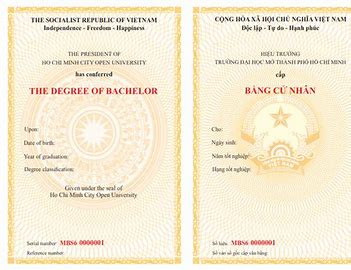 THE SOCIALIST REPUBLIC OF VIETNAM
Independence - Freedom - Happiness
THE PRESIDENT OF
HO CHI MINH CITY OPEN UNIVERSITY
has conferred
THE DEGREE OF BACHELOR
Upon:
Date of birth:
Year of graduation:
Degree classification:
Given under the seal of
Ho Chi Minh City Open University
Serial number MBS6 0000001
Reference number
CỘNG HÒA XÃ HỘI CHỦ NGHĨA VIỆT NAM
Độc lập - Tự do - Hạnh phúc
HIỆU TRƯỞNG
TRƯỜNG ĐẠI HỌC MỞ THÀNH PHỐ HỒ CHÍ MINH
cấp
BẰNG CỬ NHÂN
Cho:
Ngày sinh:
Năm tốt nghiệp:
Hạng tốt nghiệp:
Số hiệu: MBS6 0000001
Số vào sổ gốc cấp văn bằng: